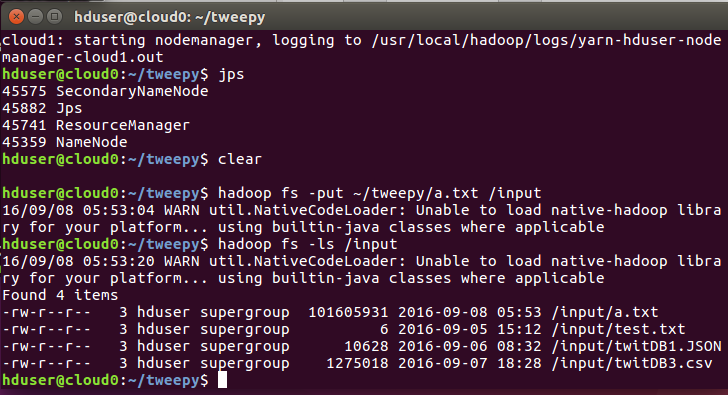 hduser@cloud0: ~/tweepy
cloud1: starting nodemanager, logging to /usr/local/hadoop/logs/yarn-hduser-node
manager-cloud1.out
hduser@cloud0:~/tweepy$ jps
45575 SecondaryNameNode
45882 Jps
45741 ResourceManager
45359 NameNode
hduser@cloud0:~/tweepy$ clear
hduser@cloud0:~/tweepy$ hadoop fs -put ~/tweepy/a.txt /input
16/09/08 05:53:04 WARN util.NativeCodeLoader: Unable to load native-hadoop libra
ry for your platform... using builtin-java classes where applicable
hduser@cloud0:~/tweepy$ hadoop fs -ls /input
16/09/08 05:53:20 WARN util.NativeCodeLoader: Unable to load native-hadoop libra
ry for your platform... using builtin-java classes where applicable
Found 4 items
-rw-r--r--   3 hduser supergroup  101605931 2016-09-08 05:53 /input/a.txt
-rw-r--r--   3 hduser supergroup          6 2016-09-05 15:12 /input/test.txt
-rw-r--r--   3 hduser supergroup      10628 2016-09-06 08:32 /input/twitDB1.JSON
-rw-r--r--   3 hduser supergroup    1275018 2016-09-07 18:28 /input/twitDB3.csv
hduser@cloud0:~/tweepy$